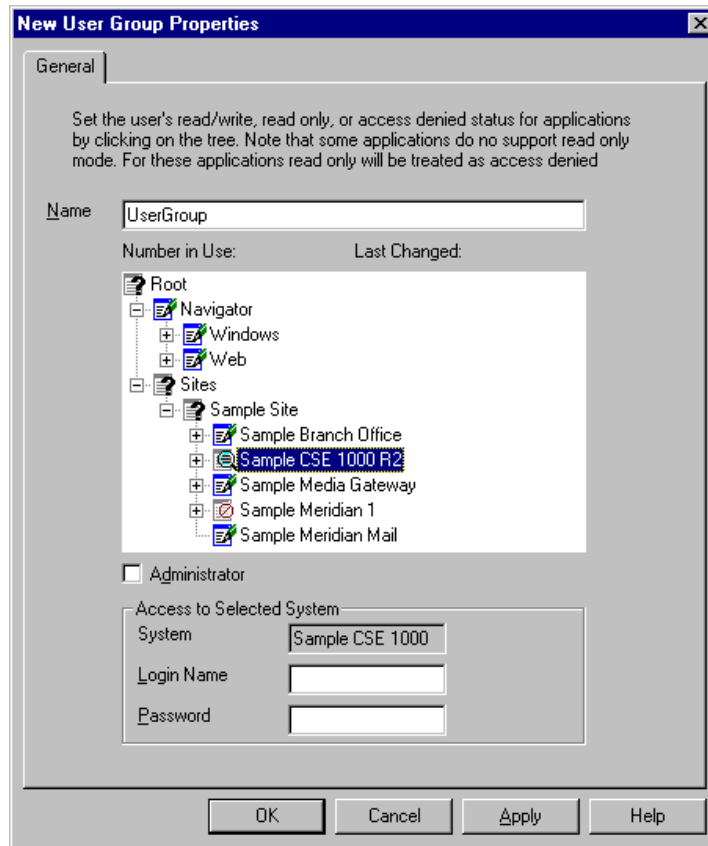 New User Group Properties
General
Set the user's read/write, read only, or access denied status for applications
by clicking on the tree. Note that some applications do no support read only
mode. For these applications read only will be treated as access denied
Name UserGroup
Number in Use: Last Changed:
Root
Navigator
Windows
Web
Sites
Sample Site
Sample Branch Office
Sample CSE 1000 R2
Sample Media Gateway
Sample Meridian 1
Sample Meridian Mail
Administrator
Access to Selected System
System Sample CSE 1000
Login Name
Password
OK Cancel Apply Help